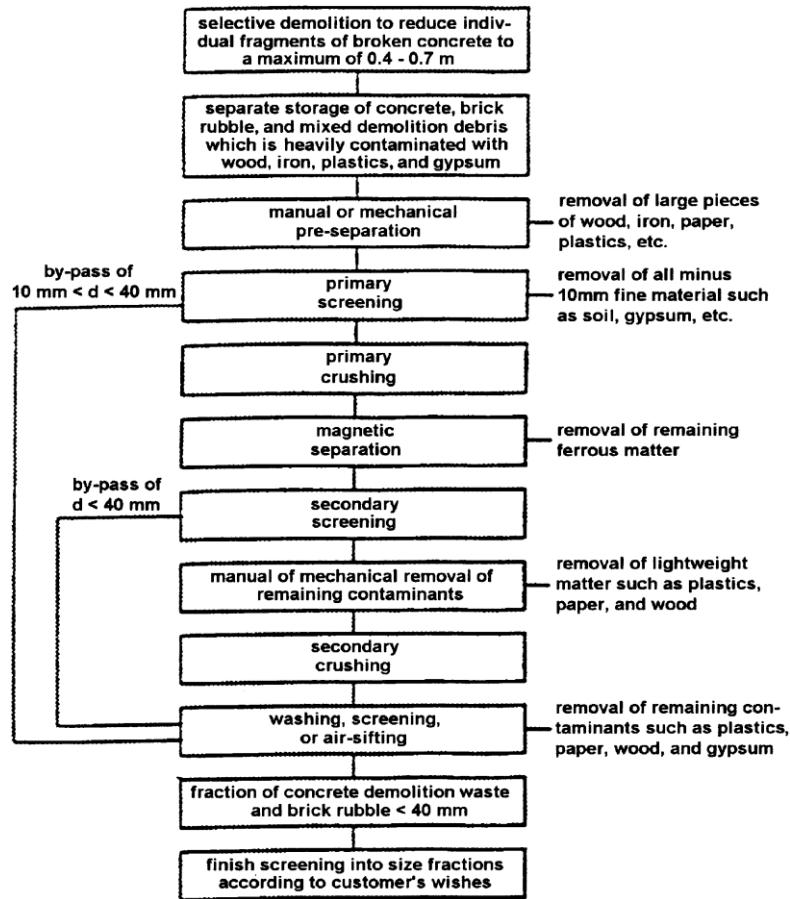 selective demolition to reduce indiv-
dual fragments of broken concrete to
a maximum of 0.4 - 0.7 m
separate storage of concrete, brick
rubble, and mixed demolition debris
which is heavily contaminated with
wood, iron, plastics, and gypsum
manual or mechanical
pre-separation
removal of large pieces
of wood, iron, paper,
plastics, etc.
by-pass of
10 mm < d < 40 mm
primary
screening
removal of all minus
10mm fine material such
as soil, gypsum, etc.
primary
crushing
magnetic
separation
removal of remaining
ferrous matter
by-pass of
d < 40 mm
secondary
screening
manual of mechanical removal of
remaining contaminants
removal of lightweight
matter such as plastics,
paper, and wood
secondary
crushing
washing, screening,
or air-sifting
removal of remaining con-
taminants such as plastics,
paper, wood, and gypsum
fraction of concrete demolition waste
and brick rubble < 40 mm
finish screening into size fractions
according to customer's wishes